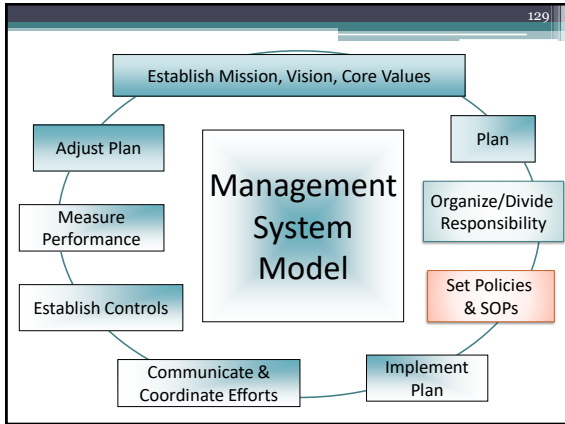 129
Establish Mission, Vision, Core Values
Plan
Organize/Divide
Responsibility
Set Policies
& SOPs
Implement
Plan
Communicate &
Coordinate Efforts
Establish Controls
Measure
Performance
Adjust Plan
Management
System
Model